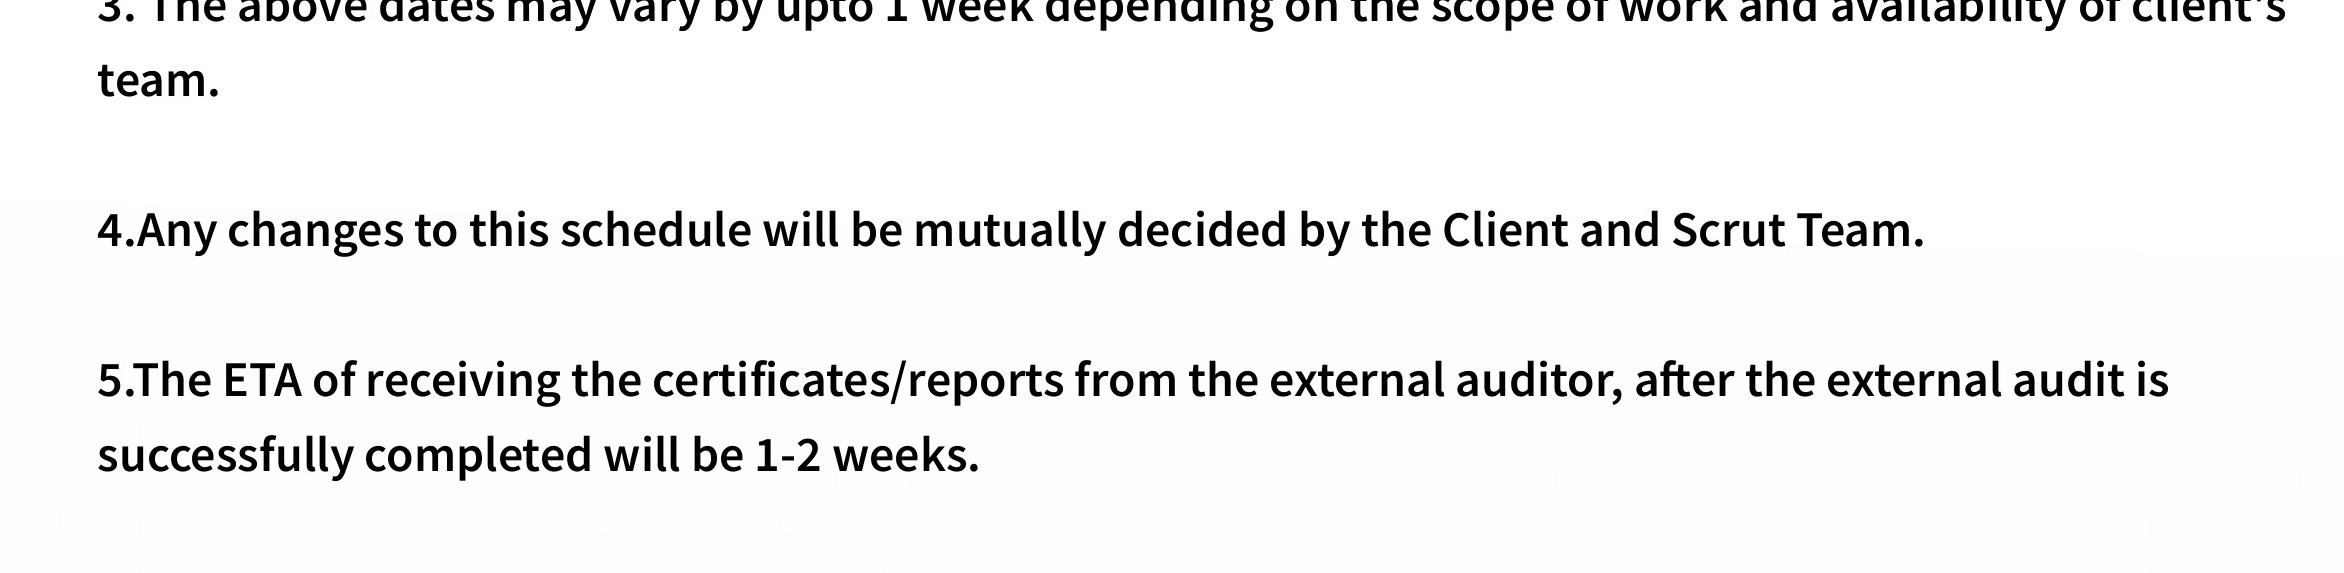 3. The above dates may vary by upto 1 week depending on the scope of work and availability of client's
team.
4.Any changes to this schedule will be mutually decided by the Client and Scrut Team.
5.The ETA of receiving the certificates/reports from the external auditor, after the external audit is
successfully completed will be 1-2 weeks.